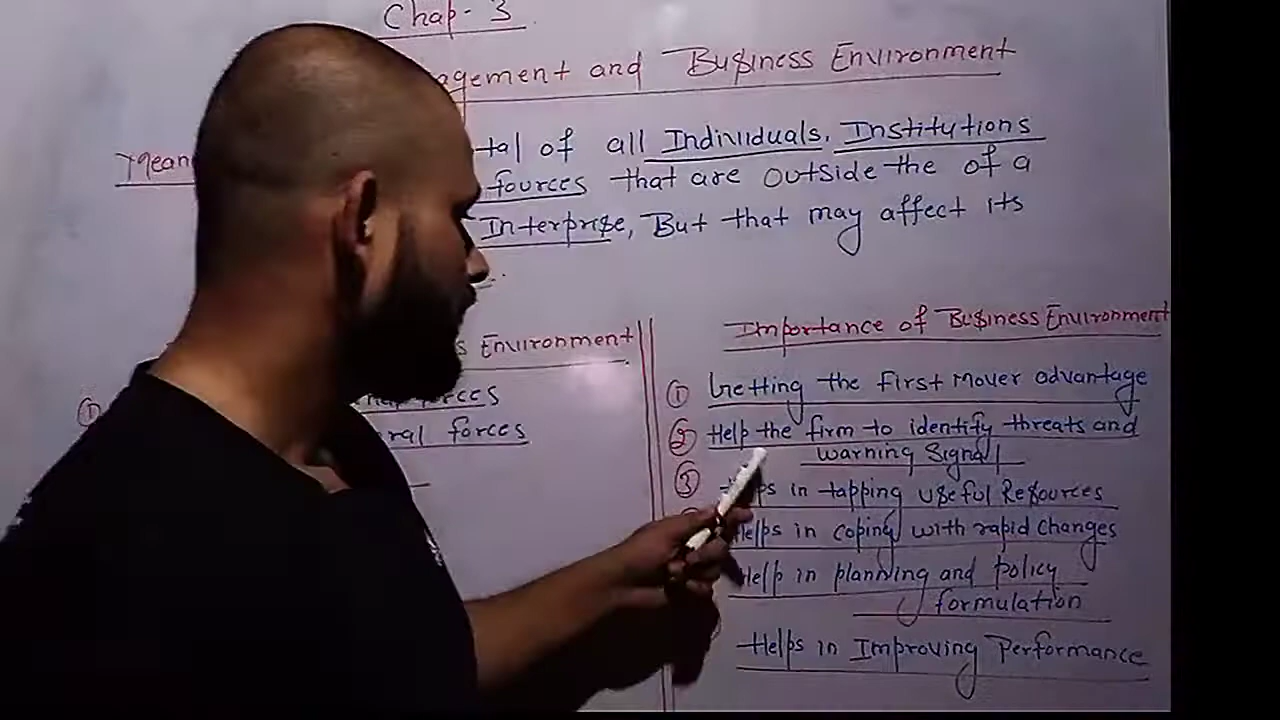 Chap- 3
agement and Business Environment
Mean
tal of all Individuals, Institutions
fources that are outside the of a
Interprise, But that may affect its
s Environment
forces
ral forces
Importance of Business Environment
① Getting the First Mover advantage
② Help the firm to identify threats and
warning Signal
③ Helps in tapping useful Resources
Helps in coping with rapid changes
Help in planning and policy
formulation
Helps in Improving Performance
①